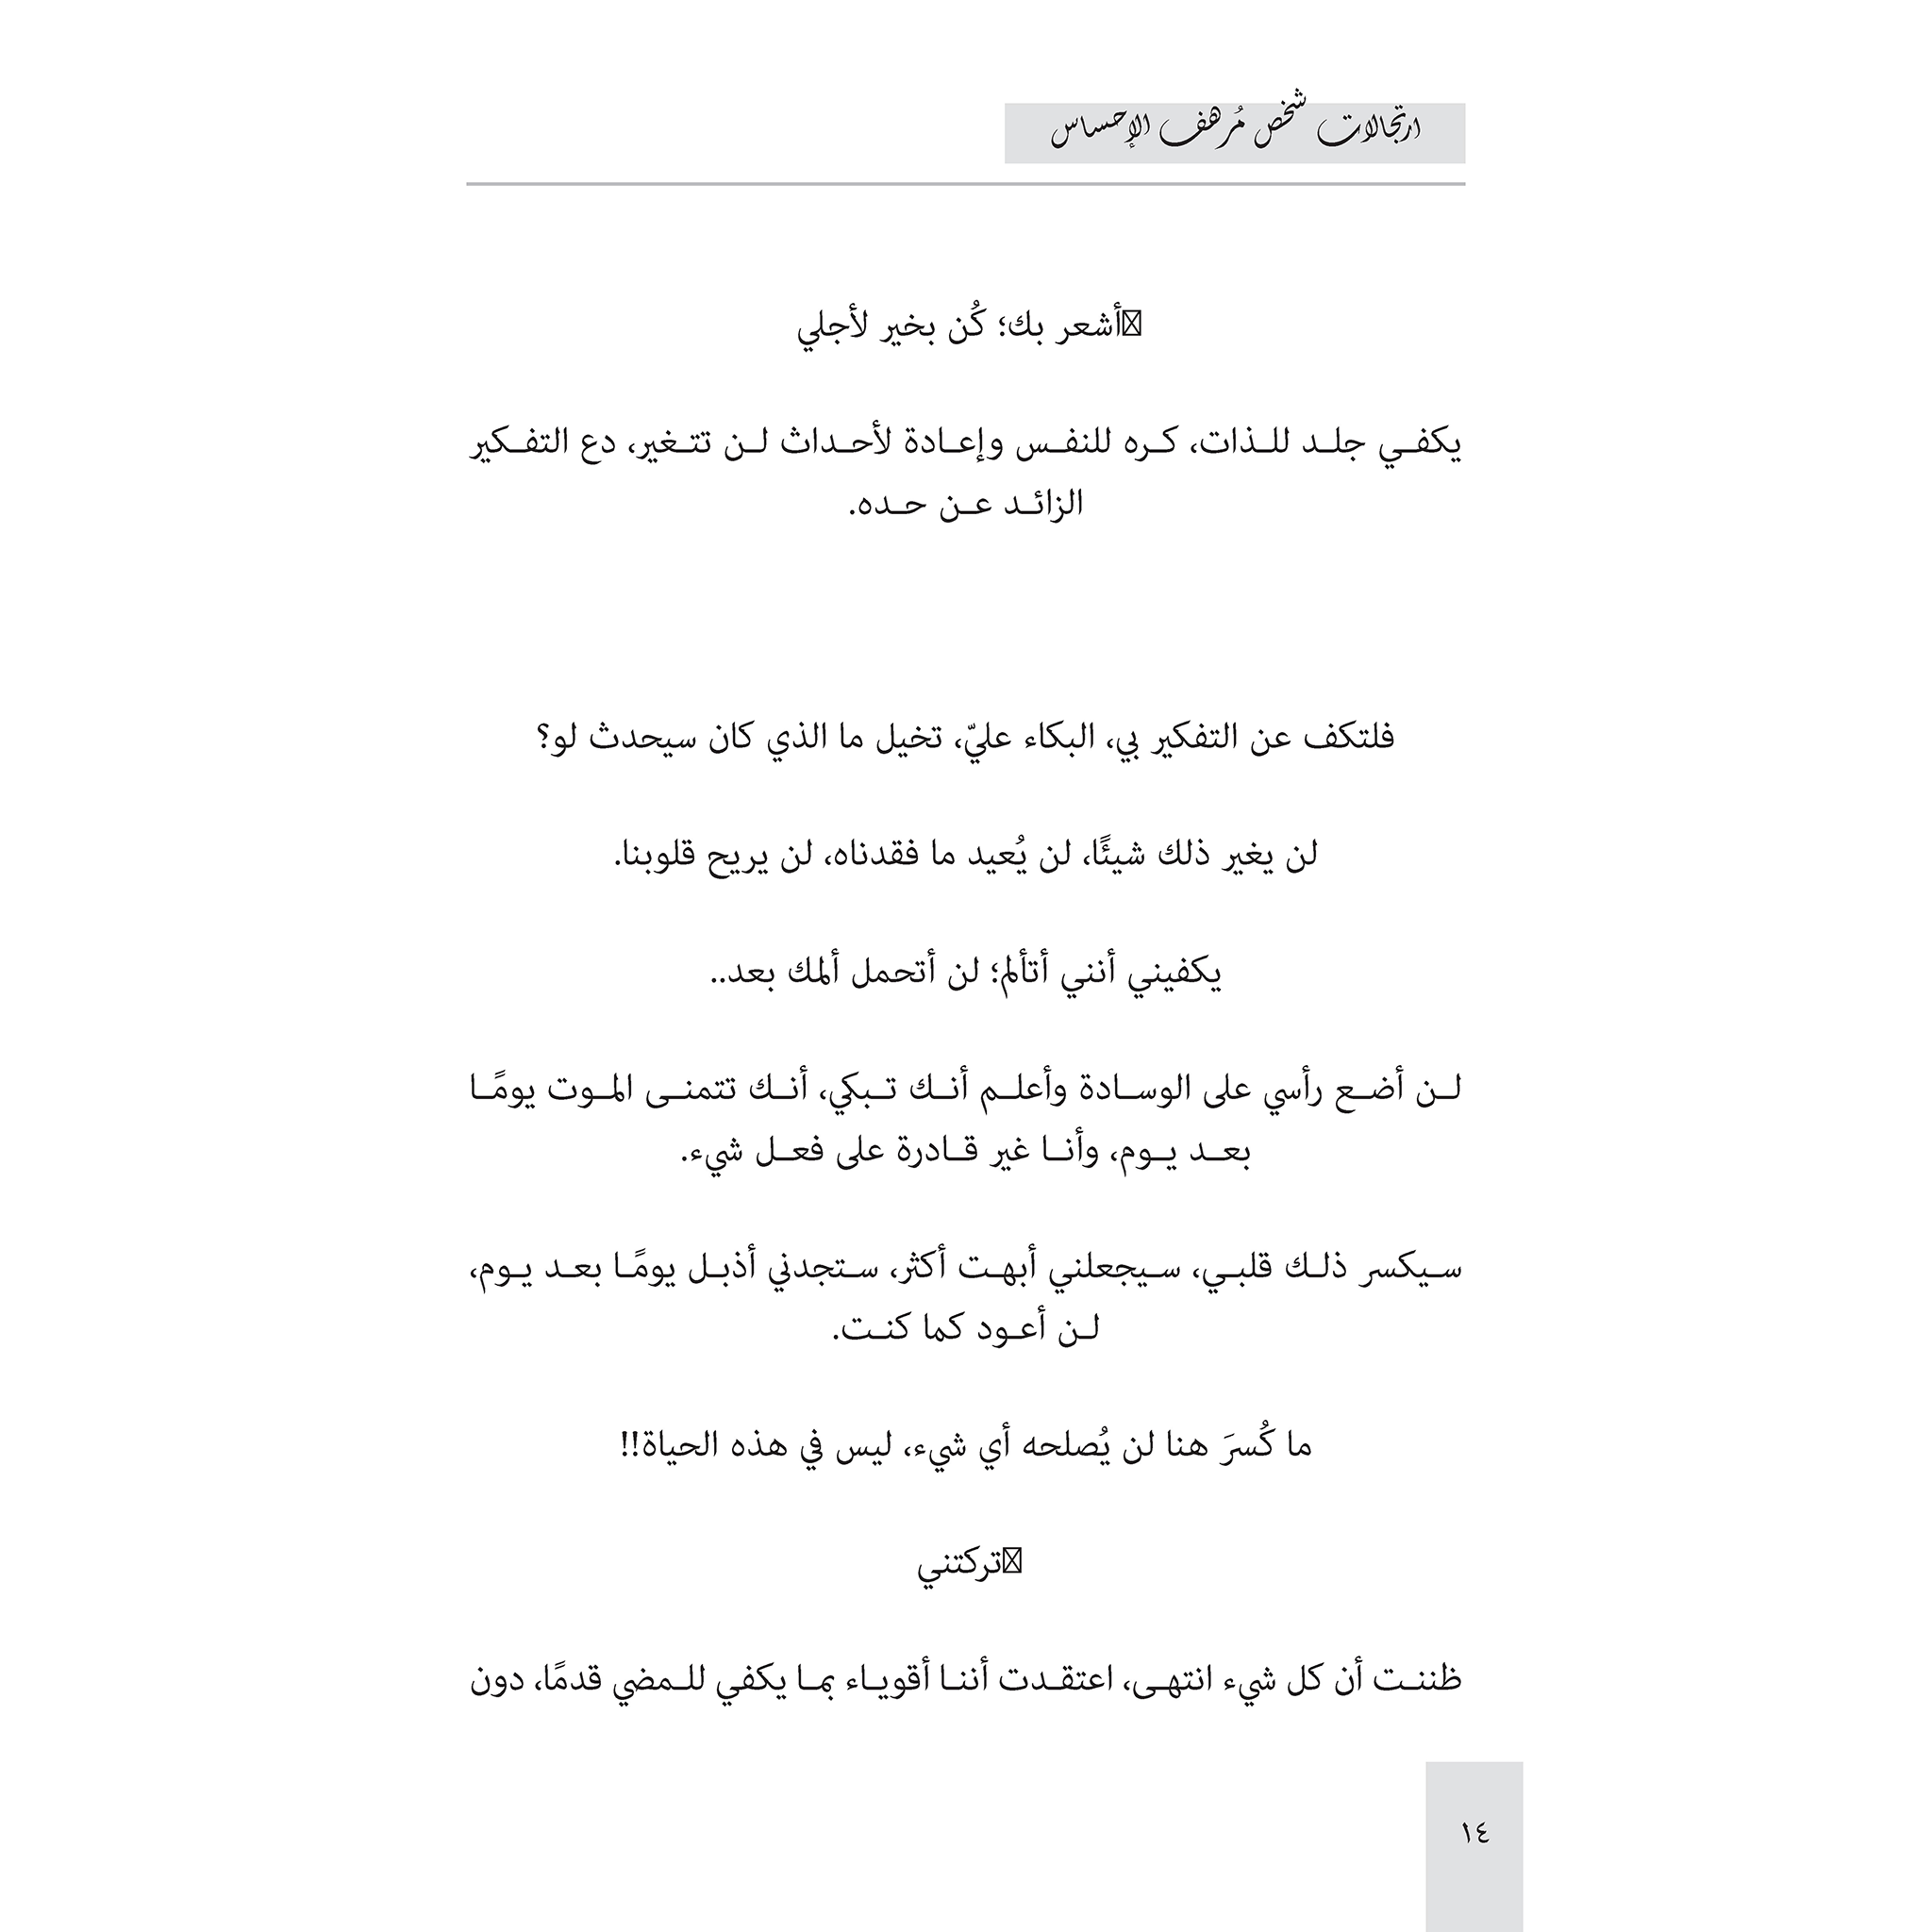 ارتجالات شخص مُرهف الإحساس
أشعر بك؛ كُن بخير لأجلي
يكفي جلد للذات، كره للنفس وإعادة لأحداث لن تتغير، دع التفكير
الزائد عن حده.
فلتكف عن التفكير بي، البكاء عليّ، تخيل ما الذي كان سيحدث لو؟
لن يغير ذلك شيئًا، لن يُعيد ما فقدناه، لن يريح قلوبنا.
يكفيني أنني أتألم؛ لن أتحمل ألمك بعد..
لن أضع رأسي على الوسادة وأعلم أنك تبكي، أنك تتمنى الموت يومًا
بعد يوم، وأنا غير قادرة على فعل شيء.
سيكسر ذلك قلبي، سيجعلني أبهت أكثر، ستجدني أذبل يومًا بعد يوم،
لن أعود كما كنت.
ما كُسرَ هنا لن يُصلحه أي شيء، ليس في هذه الحياة!!
تركتني
ظننت أن كل شيء انتهى، اعتقدت أننا أقوياء بما يكفي للمضي قدمًا، دون
١٤